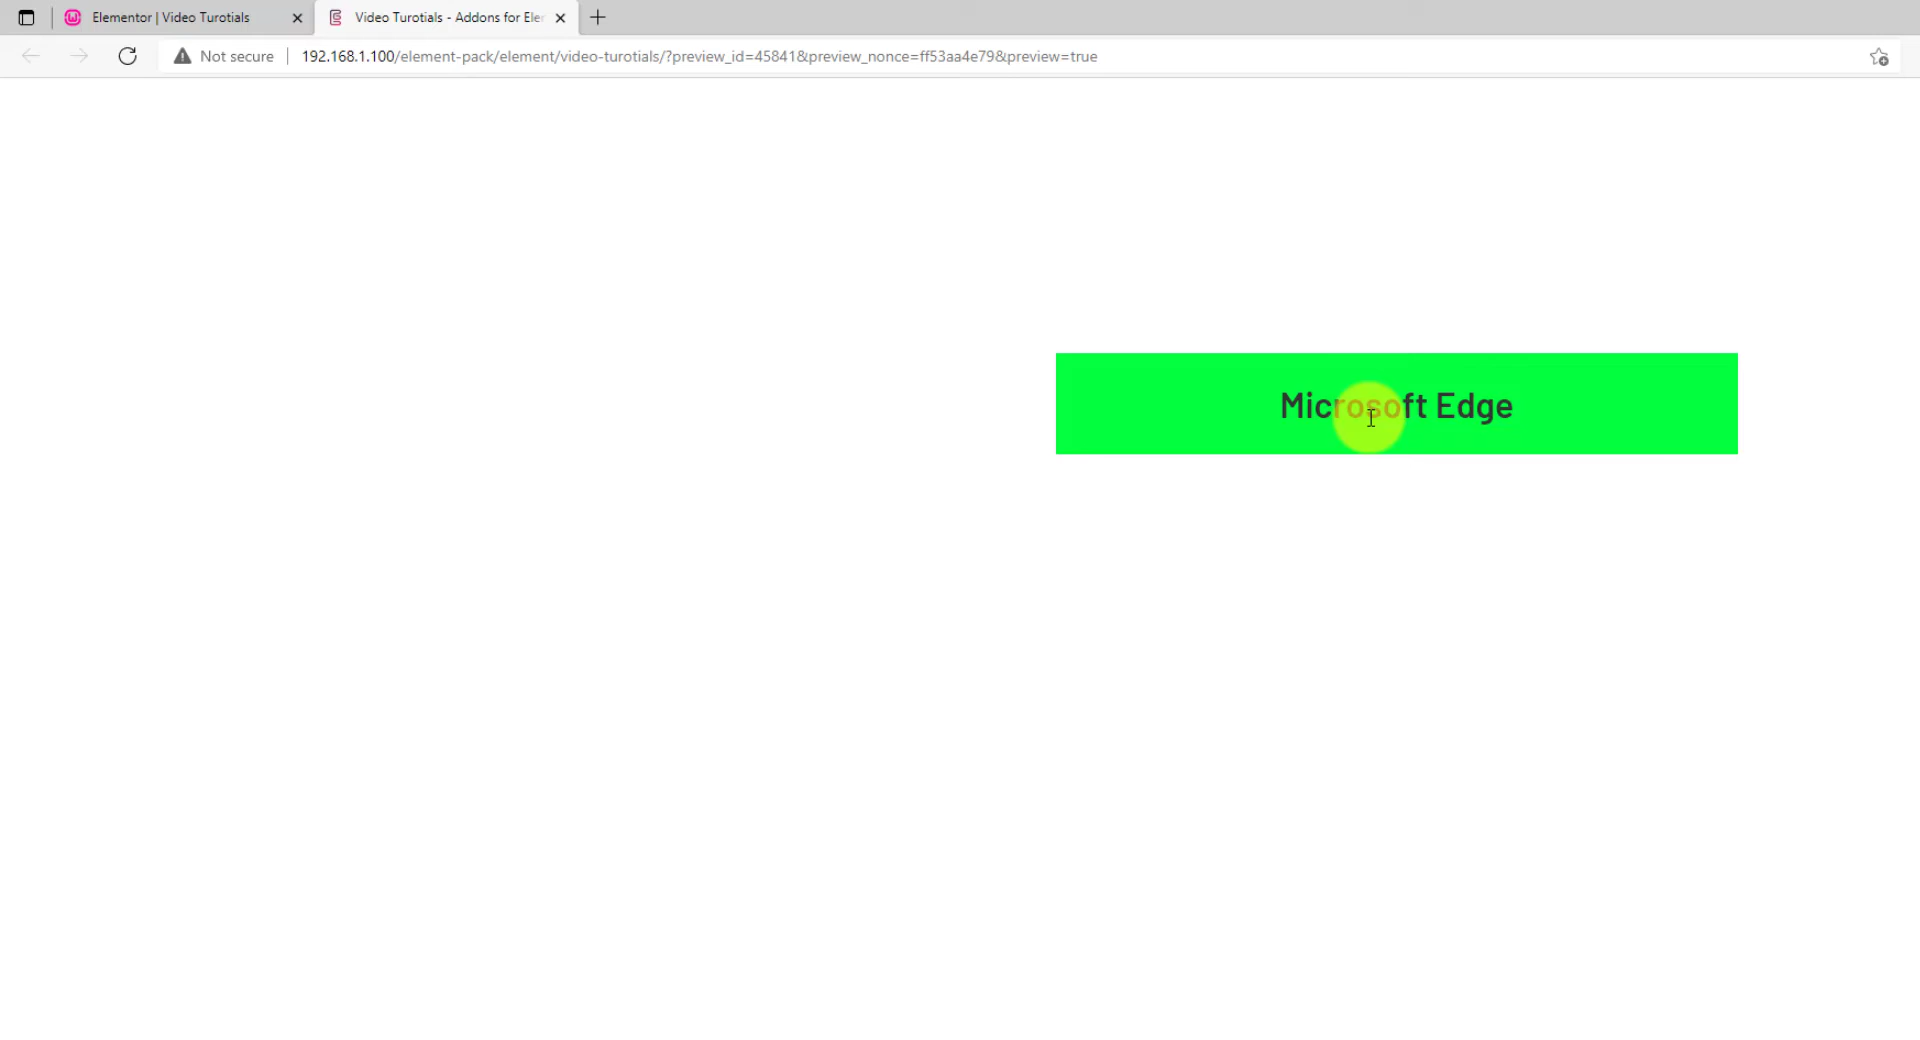 Elementor | Video Turotials
Video Turotials - Addons for Ele
Not secure
192.168.1.100/element-pack/element/video-turotials/?preview_id=45841&preview_nonce=ff53aa4e79&preview=true
Microsoft Edge